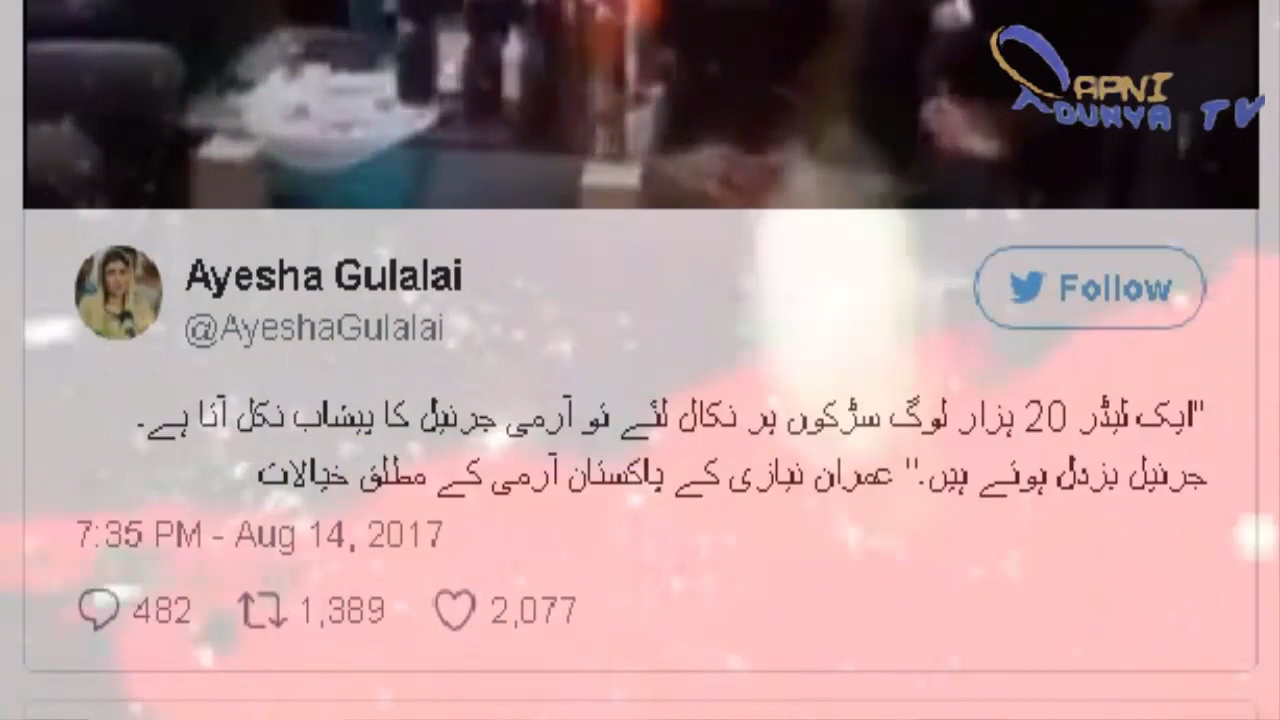 APNI
DUNYA TV
Ayesha Gulalai
Follow
@AyeshaGulalai
"ایک لیڈر 20 ہزار لوگ سڑکوں پر نکال لئے تو آرمی جرنیل کا پیشاب نکل آتا ہے۔
جرنیل بزدل ہوتے ہیں." عمران نیازی کے پاکستان آرمی کے مطلق خیالات
7:35 PM - Aug 14, 2017
482 1,389 2,077